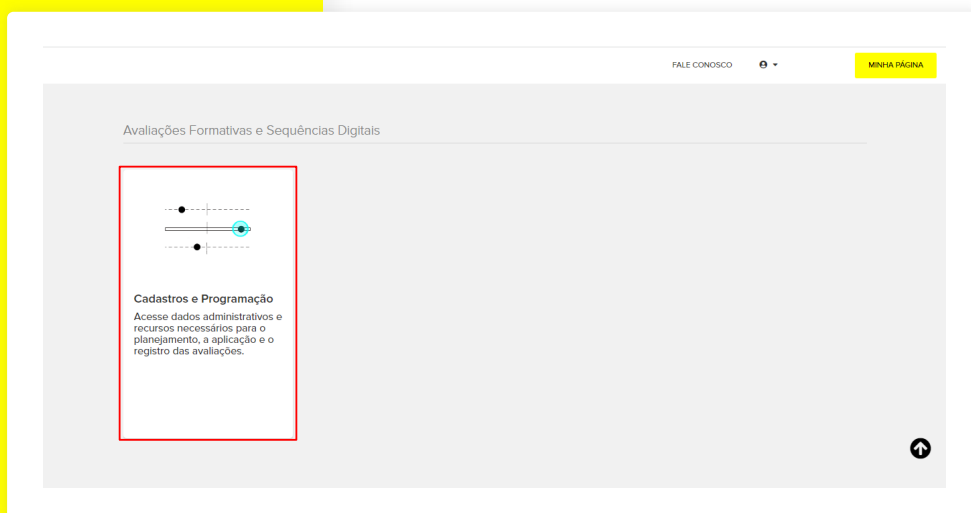 FALE CONOSCO
MINHA PÁGINA
Avaliações Formativas e Sequências Digitais
Cadastros e Programação
Acesse dados administrativos e
recursos necessários para o
planejamento, a aplicação e o
registro das avaliações.